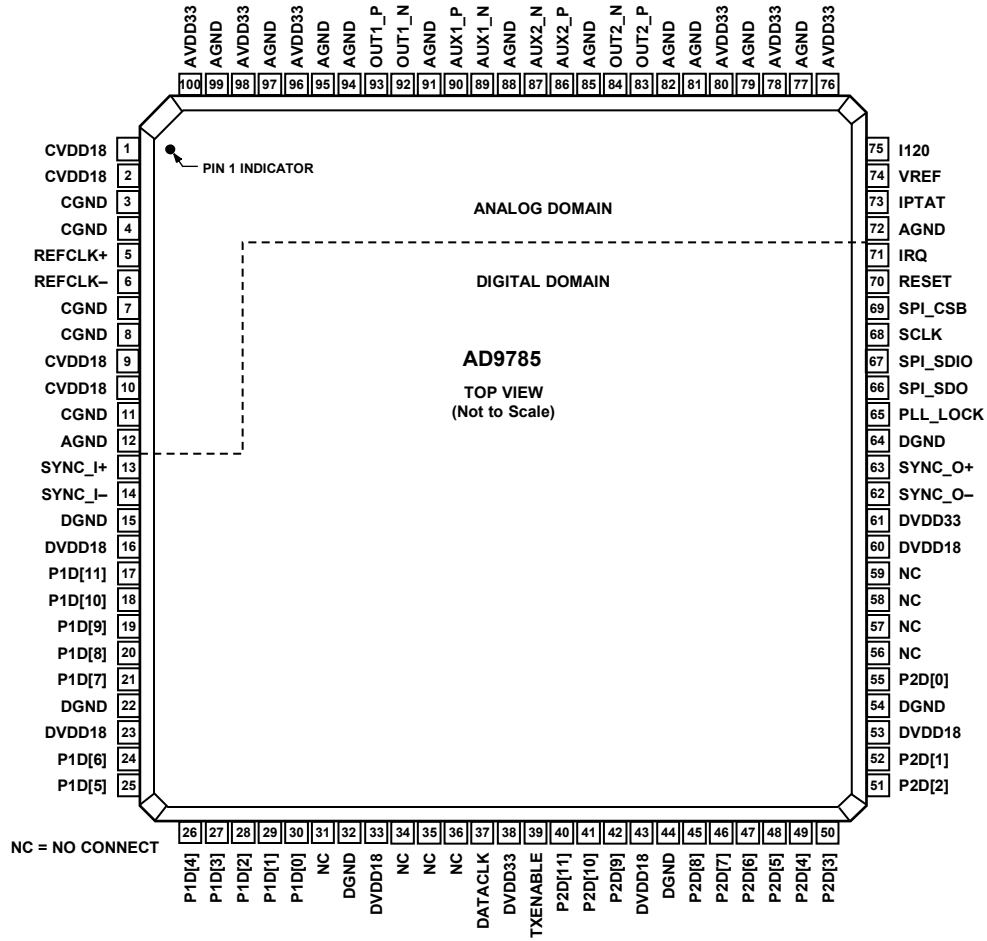 AVDD33
AGND
AVDD33
AGND
AVDD33
AGND
AGND
OUT1_P
OUT1_N
AGND
AUX1_P
AUX1_N
AGND
AUX2_N
AUX2_P
AGND
OUT2_N
OUT2_P
AGND
AGND
AVDD33
AGND
AVDD33
AGND
AVDD33
100 99 98 97 96 95 94 93 92 91 90 89 88 87 86 85 84 83 82 81 80 79 78 77 76
CVDD18 1
CVDD18 2
CGND 3
CGND 4
REFCLK+ 5
REFCLK– 6
CGND 7
CGND 8
CVDD18 9
CVDD18 10
CGND 11
AGND 12
SYNC_I+ 13
SYNC_I– 14
DGND 15
DVDD18 16
P1D[11] 17
P1D[10] 18
P1D[9] 19
P1D[8] 20
P1D[7] 21
DGND 22
DVDD18 23
P1D[6] 24
P1D[5] 25
PIN 1 INDICATOR
ANALOG DOMAIN
DIGITAL DOMAIN
AD9785
TOP VIEW
(Not to Scale)
75 I120
74 VREF
73 IPTAT
72 AGND
71 IRQ
70 RESET
69 SPI_CSB
68 SCLK
67 SPI_SDIO
66 SPI_SDO
65 PLL_LOCK
64 DGND
63 SYNC_O+
62 SYNC_O–
61 DVDD33
60 DVDD18
59 NC
58 NC
57 NC
56 NC
55 P2D[0]
54 DGND
53 DVDD18
52 P2D[1]
51 P2D[2]
26 27 28 29 30 31 32 33 34 35 36 37 38 39 40 41 42 43 44 45 46 47 48 49 50
NC = NO CONNECT
P1D[4]
P1D[3]
P1D[2]
P1D[1]
P1D[0]
NC
DGND
DVDD18
NC
NC
NC
DATACLK
DVDD33
TXENABLE
P2D[11]
P2D[10]
P2D[9]
DVDD18
DGND
P2D[8]
P2D[7]
P2D[6]
P2D[5]
P2D[4]
P2D[3]